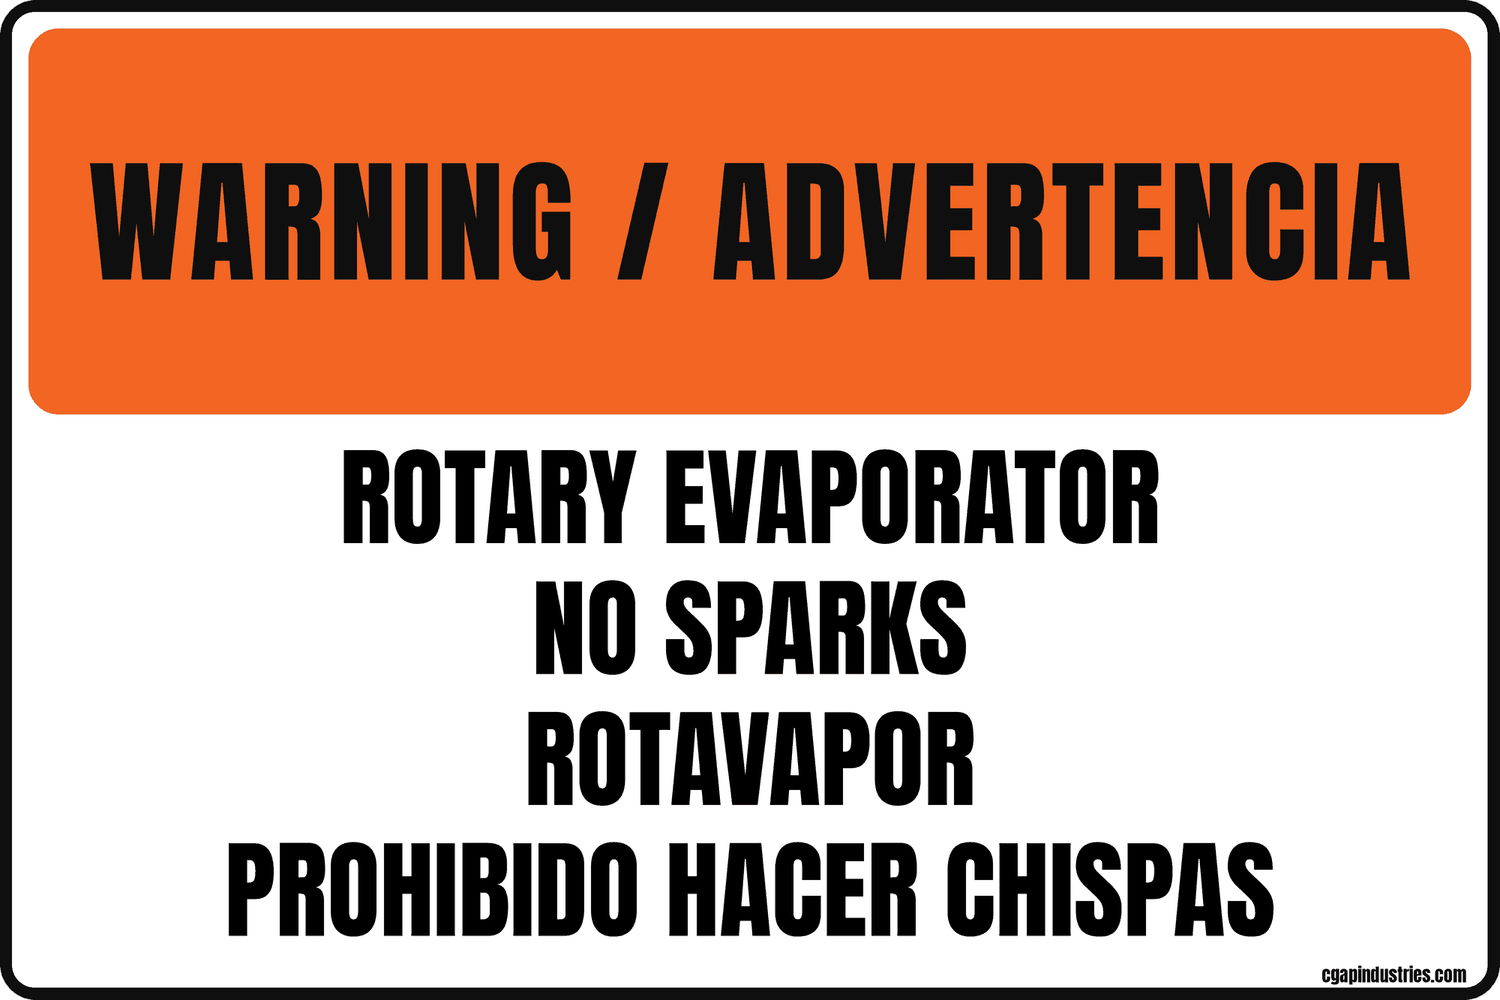 WARNING / ADVERTENCIA
ROTARY EVAPORATOR
NO SPARKS
ROTAVAPOR
PROHIBIDO HACER CHISPAS
cgapindustries.com